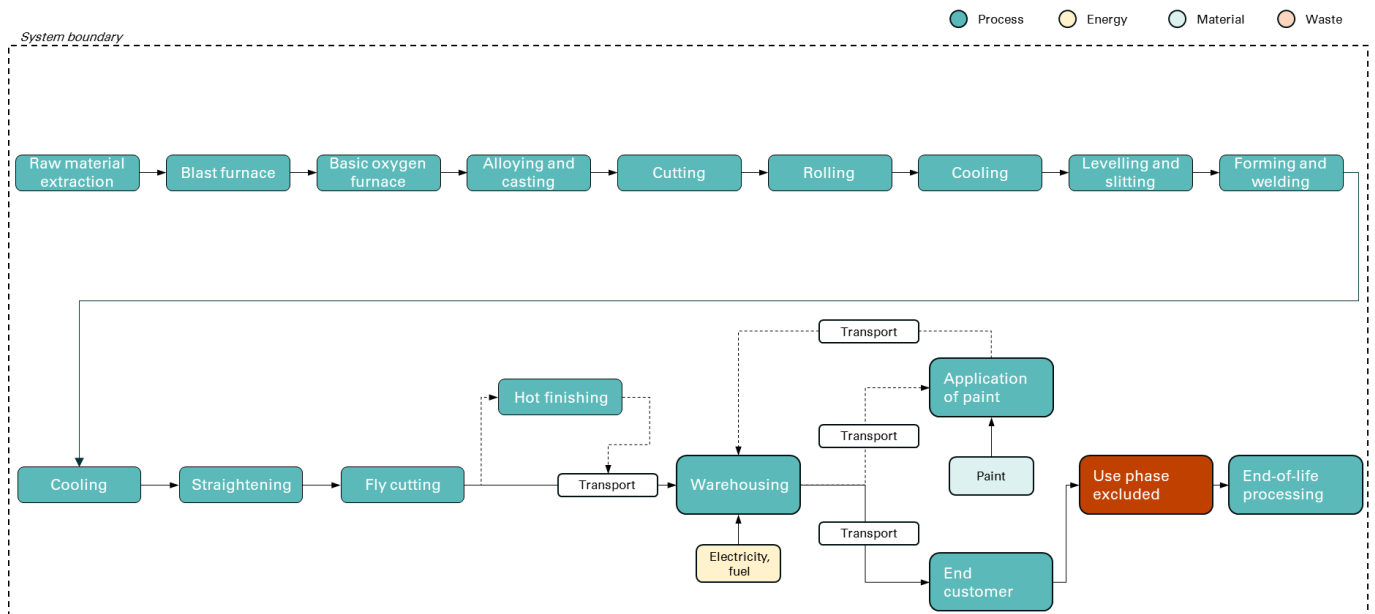 Process
Energy
Material
Waste
System boundary
Raw material
extraction
Blast furnace
Basic oxygen
furnace
Alloying and
casting
Cutting
Rolling
Cooling
Levelling and
slitting
Forming and
welding
Transport
Application
of paint
Hot finishing
Transport
Paint
Cooling
Straightening
Fly cutting
Transport
Warehousing
Use phase
excluded
End-of-life
processing
Transport
Electricity,
fuel
End
customer